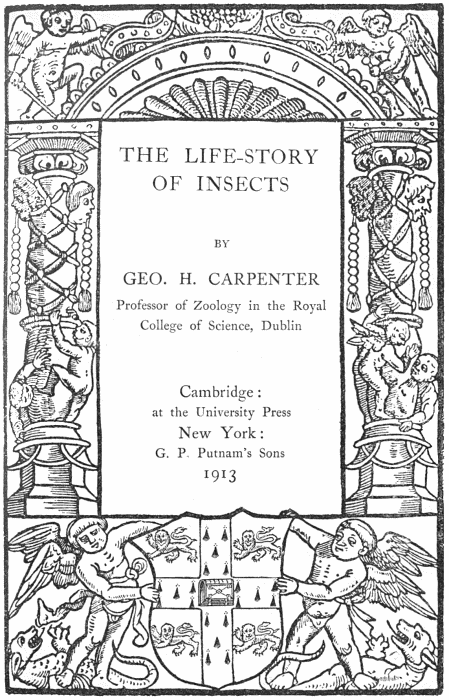 THE LIFE-STORY
OF INSECTS
BY
GEO. H. CARPENTER
Professor of Zoology in the Royal
College of Science, Dublin
Cambridge:
at the University Press
New York:
G. P. Putnam's Sons
1913